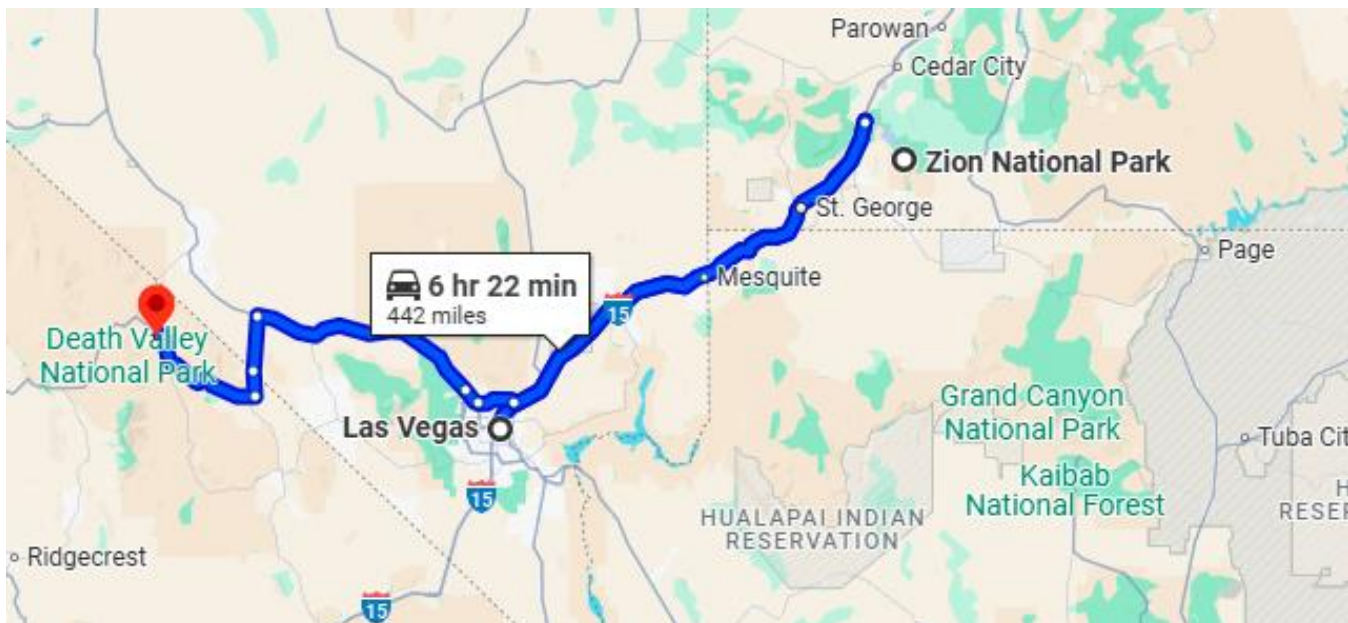 Parowan
Cedar City
Zion National Park
St. George
Page
6 hr 22 min
442 miles
Mesquite
15
Death Valley
National Park
Las Vegas
Grand Canyon
National Park
Tuba Cit
15
Kaibab
National Forest
H
RESER
HUALAPAI INDIAN
RESERVATION
Ridgecrest
15